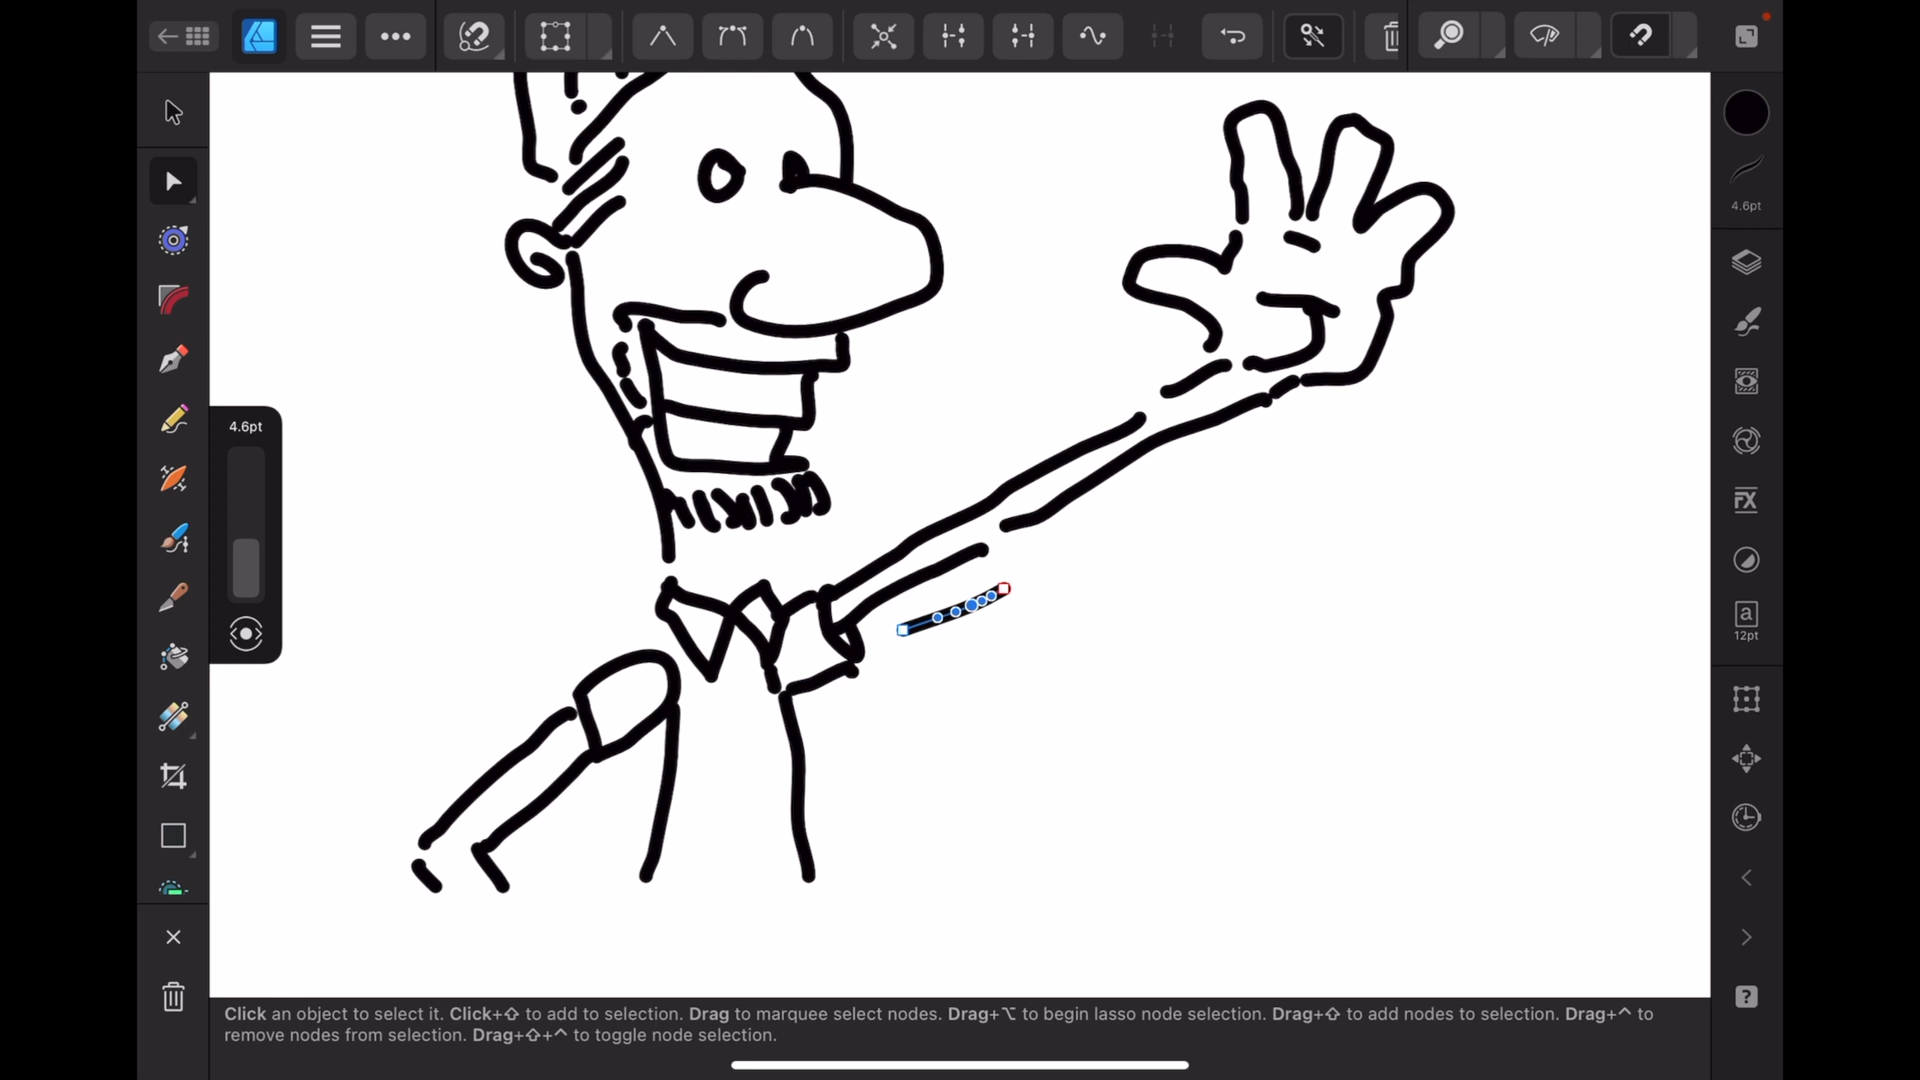 4.6pt
4.6pt
FX
a
12pt
?
Click an object to select it. Click+⇧ to add to selection. Drag to marquee select nodes. Drag+⌥ to begin lasso node selection. Drag+⇧ to add nodes to selection. Drag+^ to
remove nodes from selection. Drag+⇧+^ to toggle node selection.